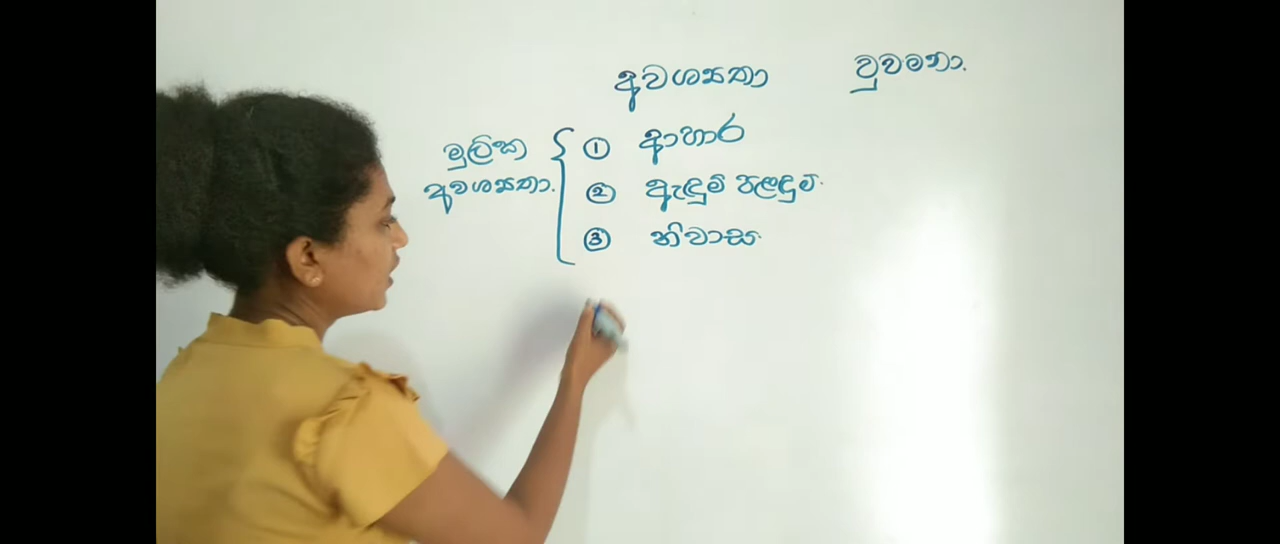 අවශ්‍යතා වුවමනා.
මූලික අවශ්‍යතා.
① ආහාර
② ඇඳුම් පැළඳුම්.
③ නිවාස.